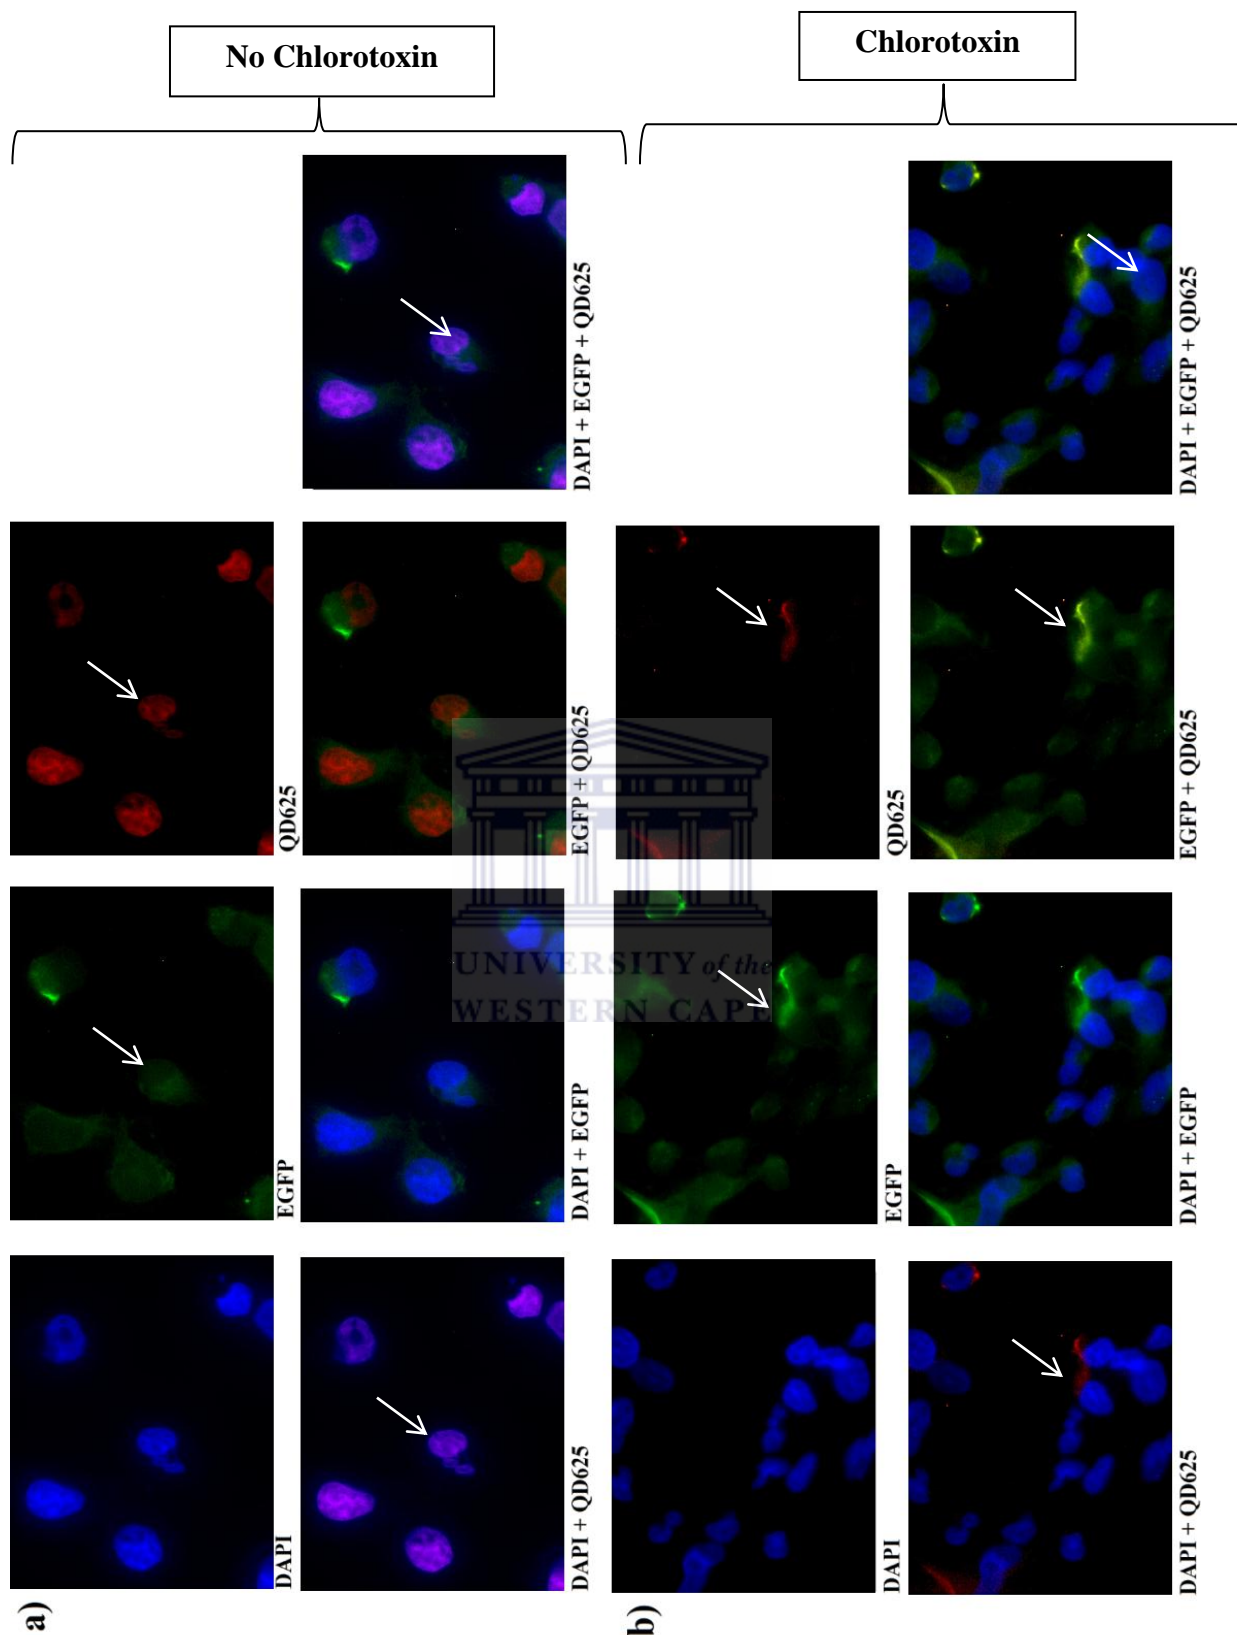 No Chlorotoxin
Chlorotoxin
a)
DAPI
EGFP
QD625
DAPI + QD625
DAPI + EGFP
EGFP + QD625
DAPI + EGFP + QD625
b)
DAPI
EGFP
QD625
DAPI + QD625
DAPI + EGFP
EGFP + QD625
DAPI + EGFP + QD625
UNIVERSITY of the
WESTERN CAPE